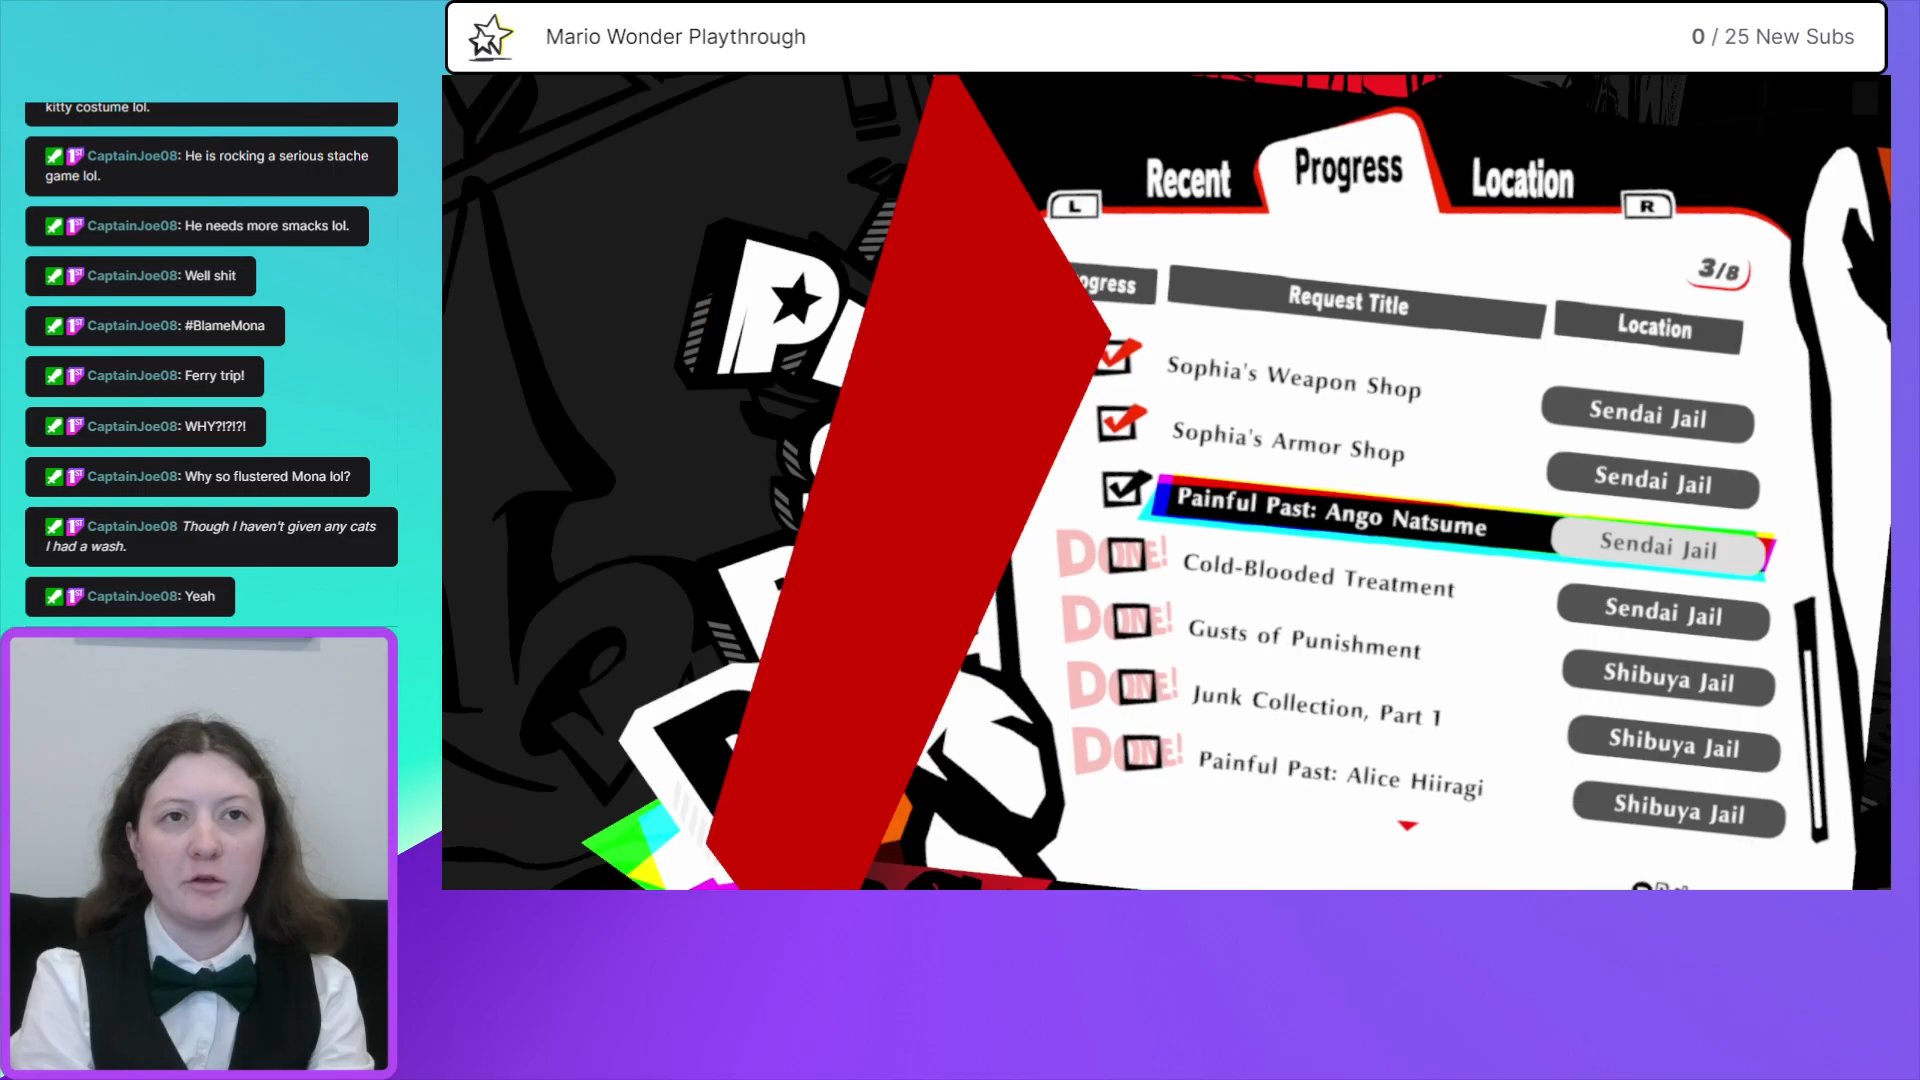 Mario Wonder Playthrough
0 / 25 New Subs
kitty costume lol.
CaptainJoe08: He is rocking a serious stache
game lol.
CaptainJoe08: He needs more smacks lol.
CaptainJoe08: Well shit
CaptainJoe08: #BlameMona
CaptainJoe08: Ferry trip!
CaptainJoe08: WHY?!?!?!
CaptainJoe08: Why so flustered Mona lol?
CaptainJoe08 Though I haven't given any cats
I had a wash.
CaptainJoe08: Yeah
Recent
Progress
Location
L
R
3/8
ogress
Request Title
Location
Sophia's Weapon Shop
Sendai Jail
Sophia's Armor Shop
Sendai Jail
Painful Past: Ango Natsume
Sendai Jail
DONE!
Cold-Blooded Treatment
Sendai Jail
DONE!
Gusts of Punishment
Shibuya Jail
DONE!
Junk Collection, Part 1
Shibuya Jail
DONE!
Painful Past: Alice Hiiragi
Shibuya Jail